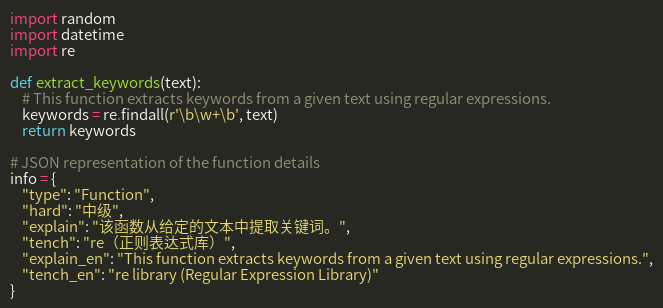 import random
import datetime
import re

def extract_keywords(text):
    # This function extracts keywords from a given text using regular expressions.
    keywords = re.findall(r'\b\w+\b', text)
    return keywords

# JSON representation of the function details
info = {
    "type": "Function",
    "hard": "中级",
    "explain": "该函数从给定的文本中提取关键词。",
    "tench": "re（正则表达式库）",
    "explain_en": "This function extracts keywords from a given text using regular expressions.",
    "tench_en": "re library (Regular Expression Library)"
}